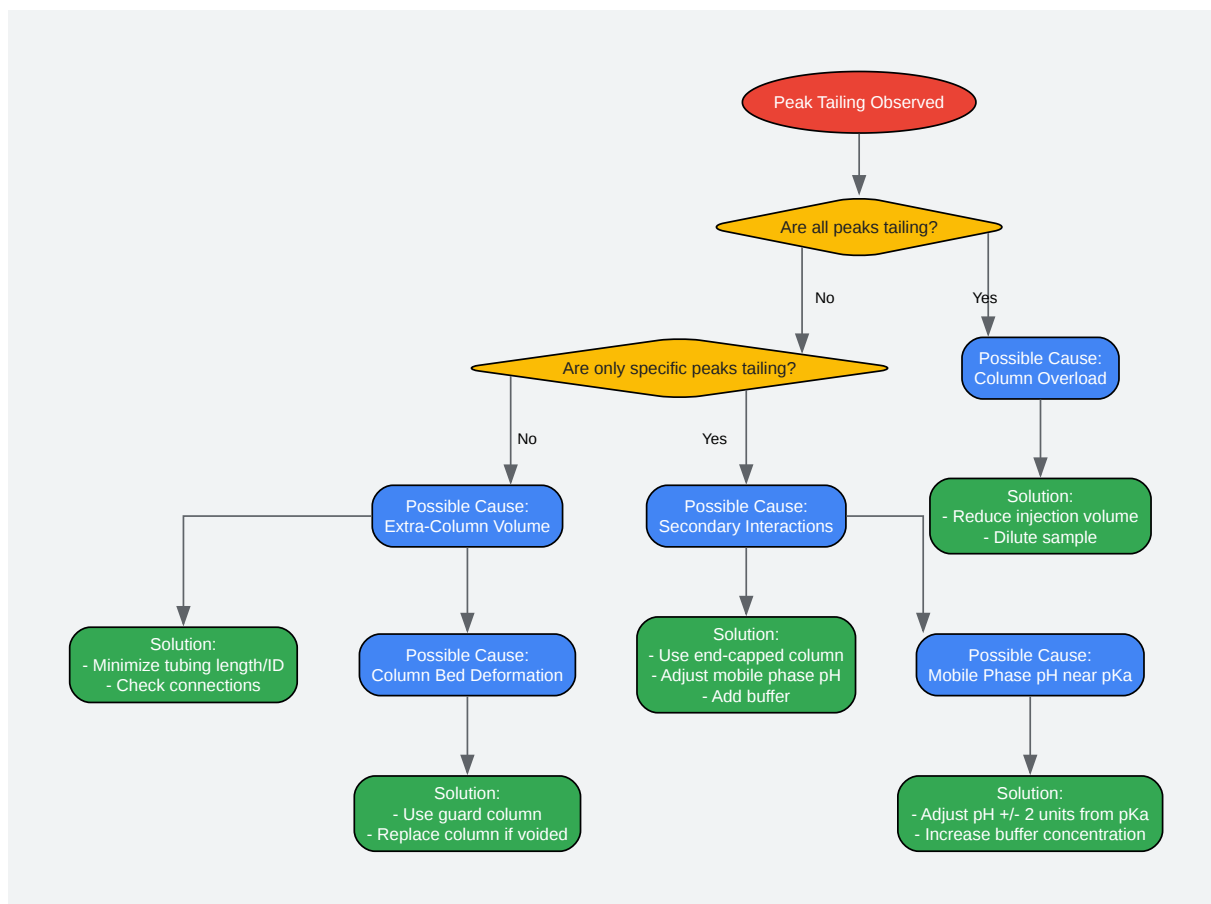 Peak Tailing Observed
Are all peaks tailing?
No
Yes
Are only specific peaks tailing?
Possible Cause:
Column Overload
No
Yes
Solution:
- Reduce injection volume
- Dilute sample
Possible Cause:
Extra-Column Volume
Possible Cause:
Secondary Interactions
Solution:
- Minimize tubing length/ID
- Check connections
Possible Cause:
Column Bed Deformation
Solution:
- Use end-capped column
- Adjust mobile phase pH
- Add buffer
Possible Cause:
Mobile Phase pH near pKa
Solution:
- Use guard column
- Replace column if voided
Solution:
- Adjust pH +/- 2 units from pKa
- Increase buffer concentration